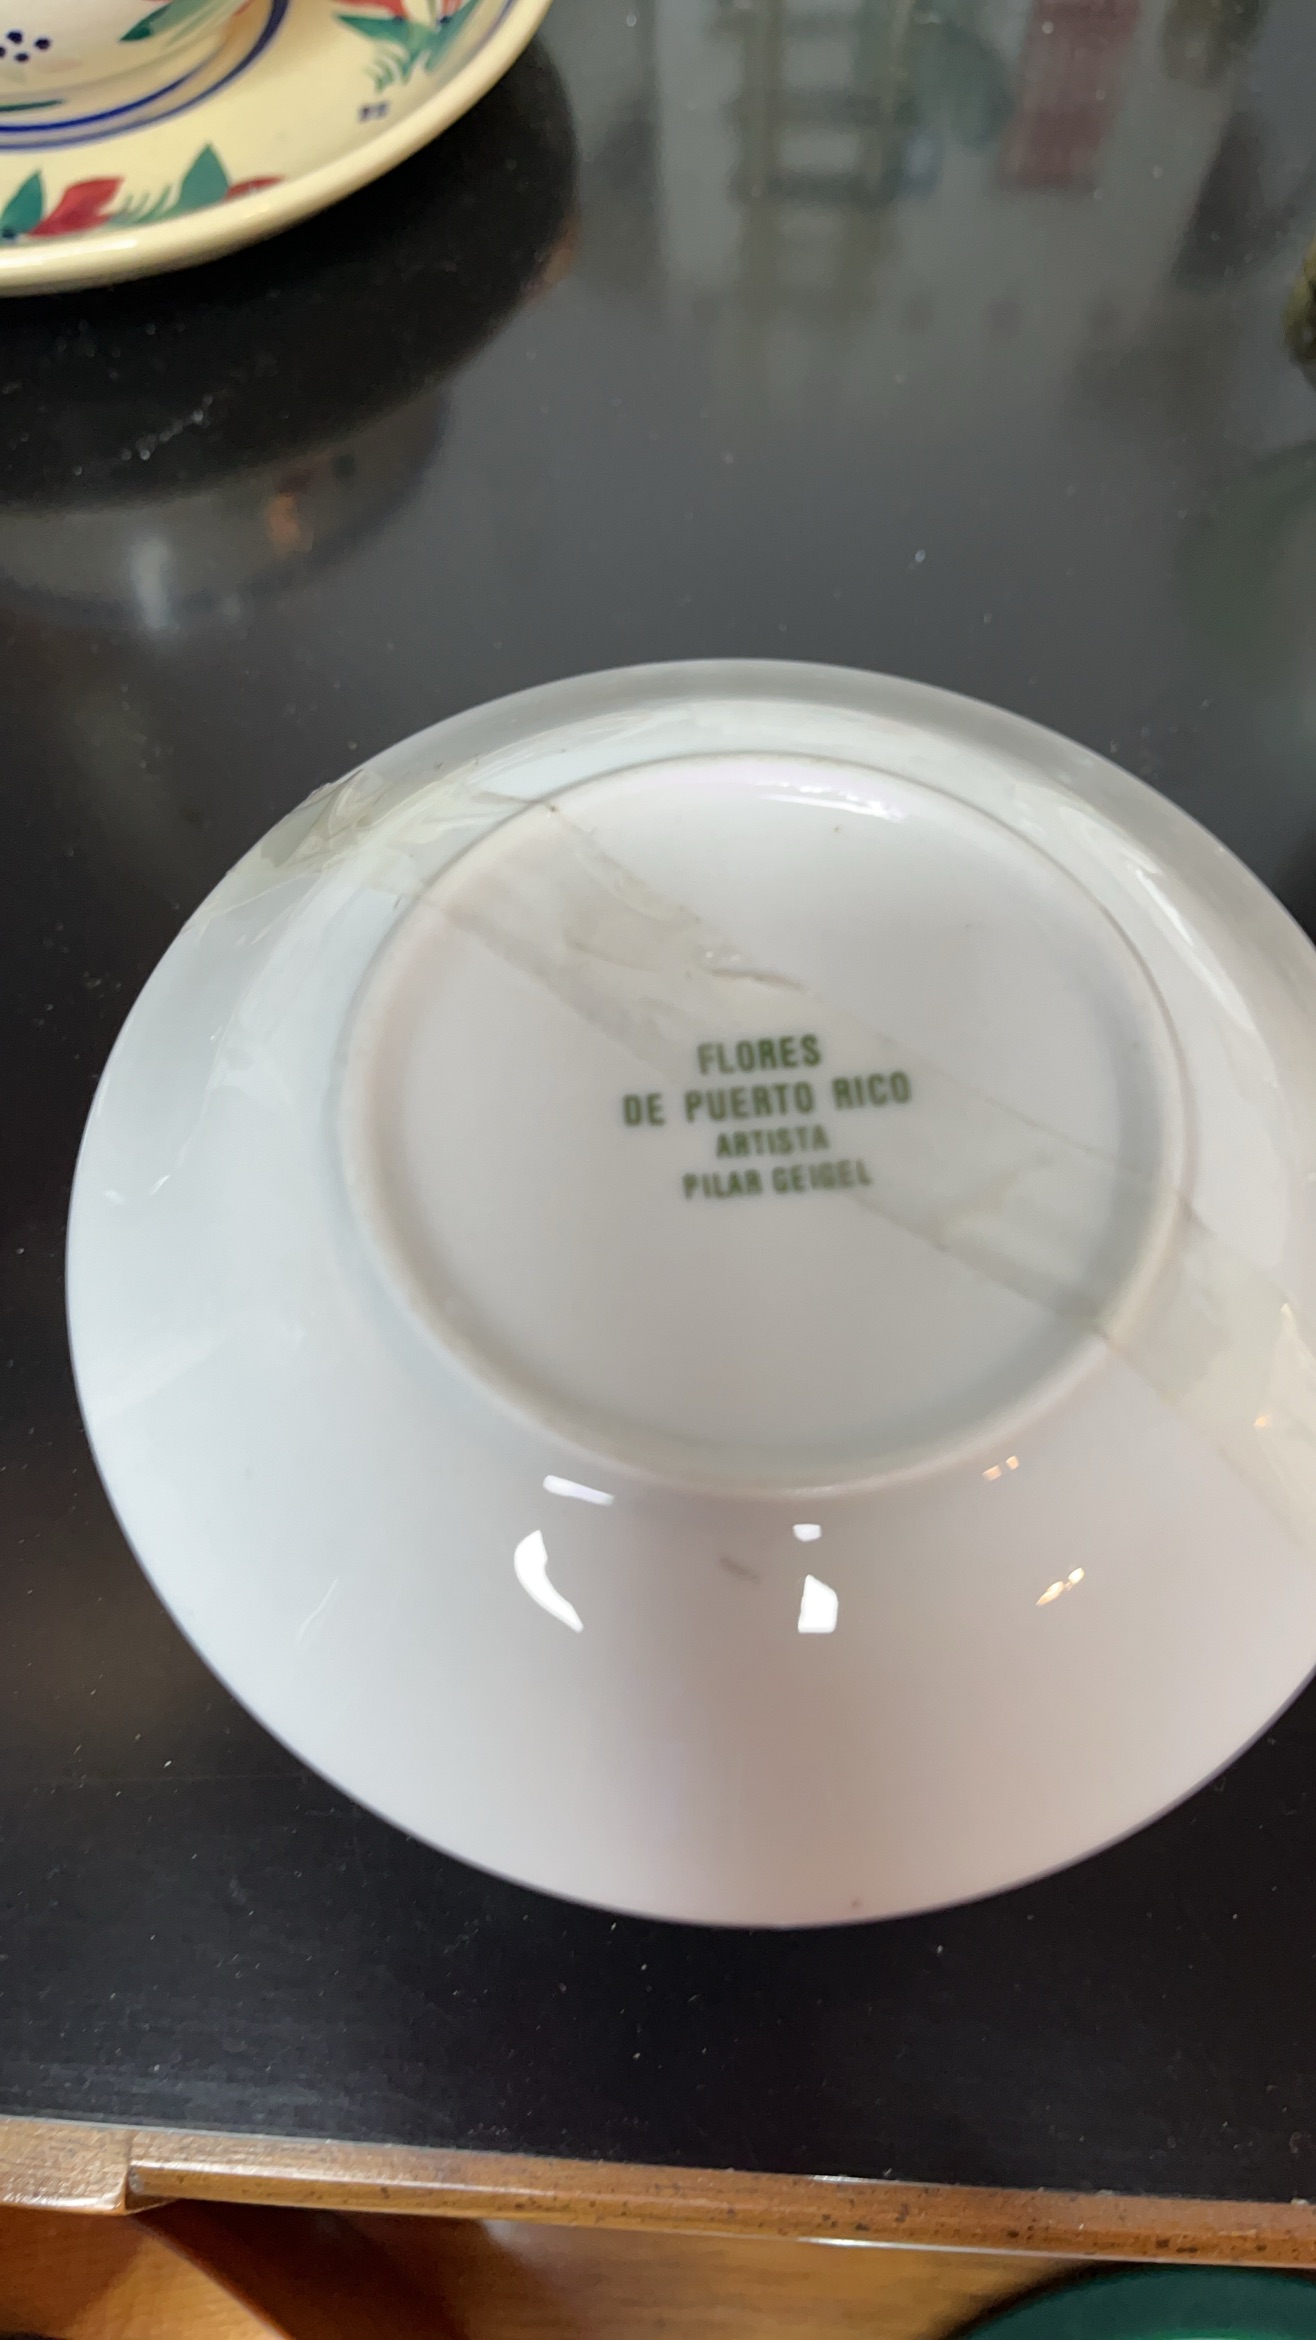 FLORES
DE PUERTO RICO
ARTISTA
PILAR GEIGEL